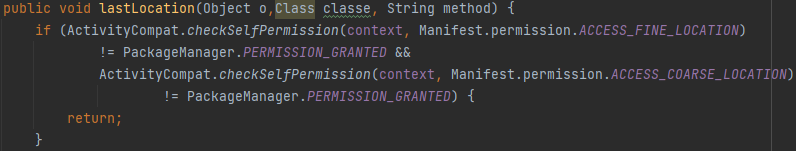 public void lastLocation(Object o,Class classe, String method) {
if (ActivityCompat.checkSelfPermission(context, Manifest.permission.ACCESS_FINE_LOCATION)
!= PackageManager.PERMISSION_GRANTED &&
ActivityCompat.checkSelfPermission(context, Manifest.permission.ACCESS_COARSE_LOCATION)
!= PackageManager.PERMISSION_GRANTED) {
return;
}